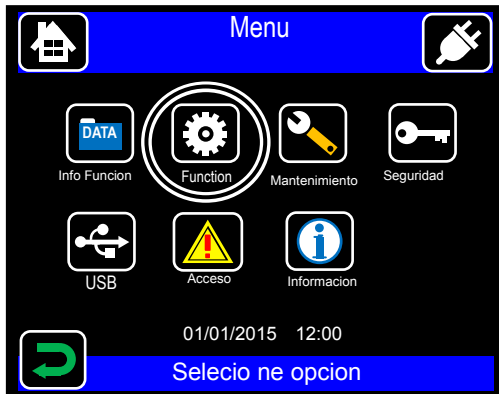 Menu
DATA
Info Funcion
Function
Mantenimiento
Seguridad
USB
Acceso
Informacion
01/01/2015 12:00
Selecio ne opcion